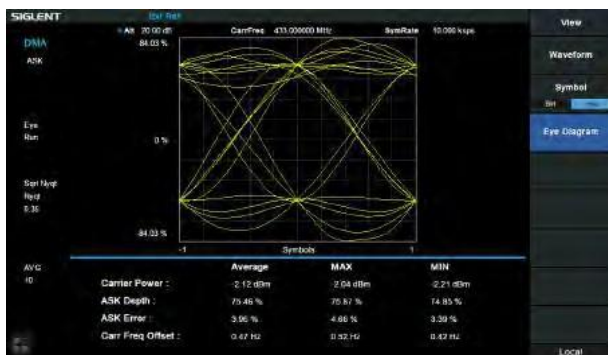 SIGLENT
Ext Ref
View
Att 20.00 dB CarrFreq 433.000000 MHz SymRate 10.000 ksps
DMA
84.03 %
ASK
Waveform
Symbol
Bit
Eye
Run
0 %
Eye Diagram
Sqrt Nyqt
Nyqt
0.35
-84.03 %
-1 Symbols 1
AVG
10
Average MAX MIN
Carrier Power : -2.12 dBm -2.04 dBm -2.21 dBm
ASK Depth : 75.46 % 75.87 % 74.85 %
ASK Error : 3.95 % 4.66 % 3.39 %
Carr Freq Offset : 0.47 Hz 0.52 Hz 0.42 Hz
Local